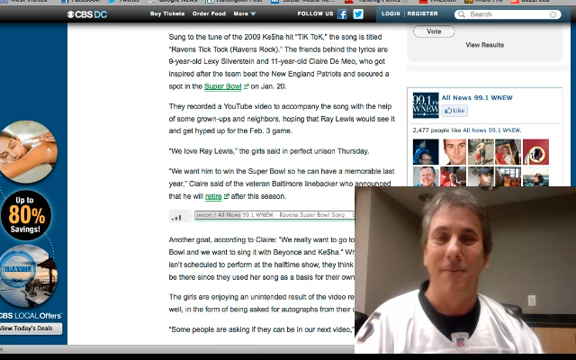 CBS DC
Buy Tickets Order Food More
FOLLOW US
LOGIN | REGISTER
Search
Sung to the tune of the 2009 Ke$ha hit "TiK ToK," the song is titled
"Ravens Tick Tock (Ravens Rock)." The friends behind the lyrics are
9-year-old Lexy Silverstein and 11-year-old Claire De Meo, who got
inspired after the team beat the New England Patriots and secured a
spot in the Super Bowl on Jan. 20.
They recorded a YouTube video to accompany the song with the help
of some grown-ups and neighbors, hoping that Ray Lewis would see it
and get hyped up for the Feb. 3 game.
"We love Ray Lewis," the girls said in perfect unison Thursday.
"We want him to win the Super Bowl so he can have a memorable last
year," Claire said of the veteran Baltimore linebacker who announced
that he will retire after this season.
/ All News 99.1 WNEW - Ravens Super Bowl Song
Another goal, according to Claire: "We really want to go to
Bowl and we want to sing it with Beyonce and Ke$ha."
isn't scheduled to perform at the halftime show, they think
be there since they used her song as a basis for their own
The girls are enjoying an unintended result of the video
well, in the form of being asked for autographs from their
"Some people are asking if they can be in our next video,"
Vote
View Results
99.1 FM
WNEW
All News 99.1 WNEW
Like
2,477 people like All News 99.1 WNEW.
Up to
80%
Savings!
TRAVEL
CBS LOCAL Offers
View Today's Deals